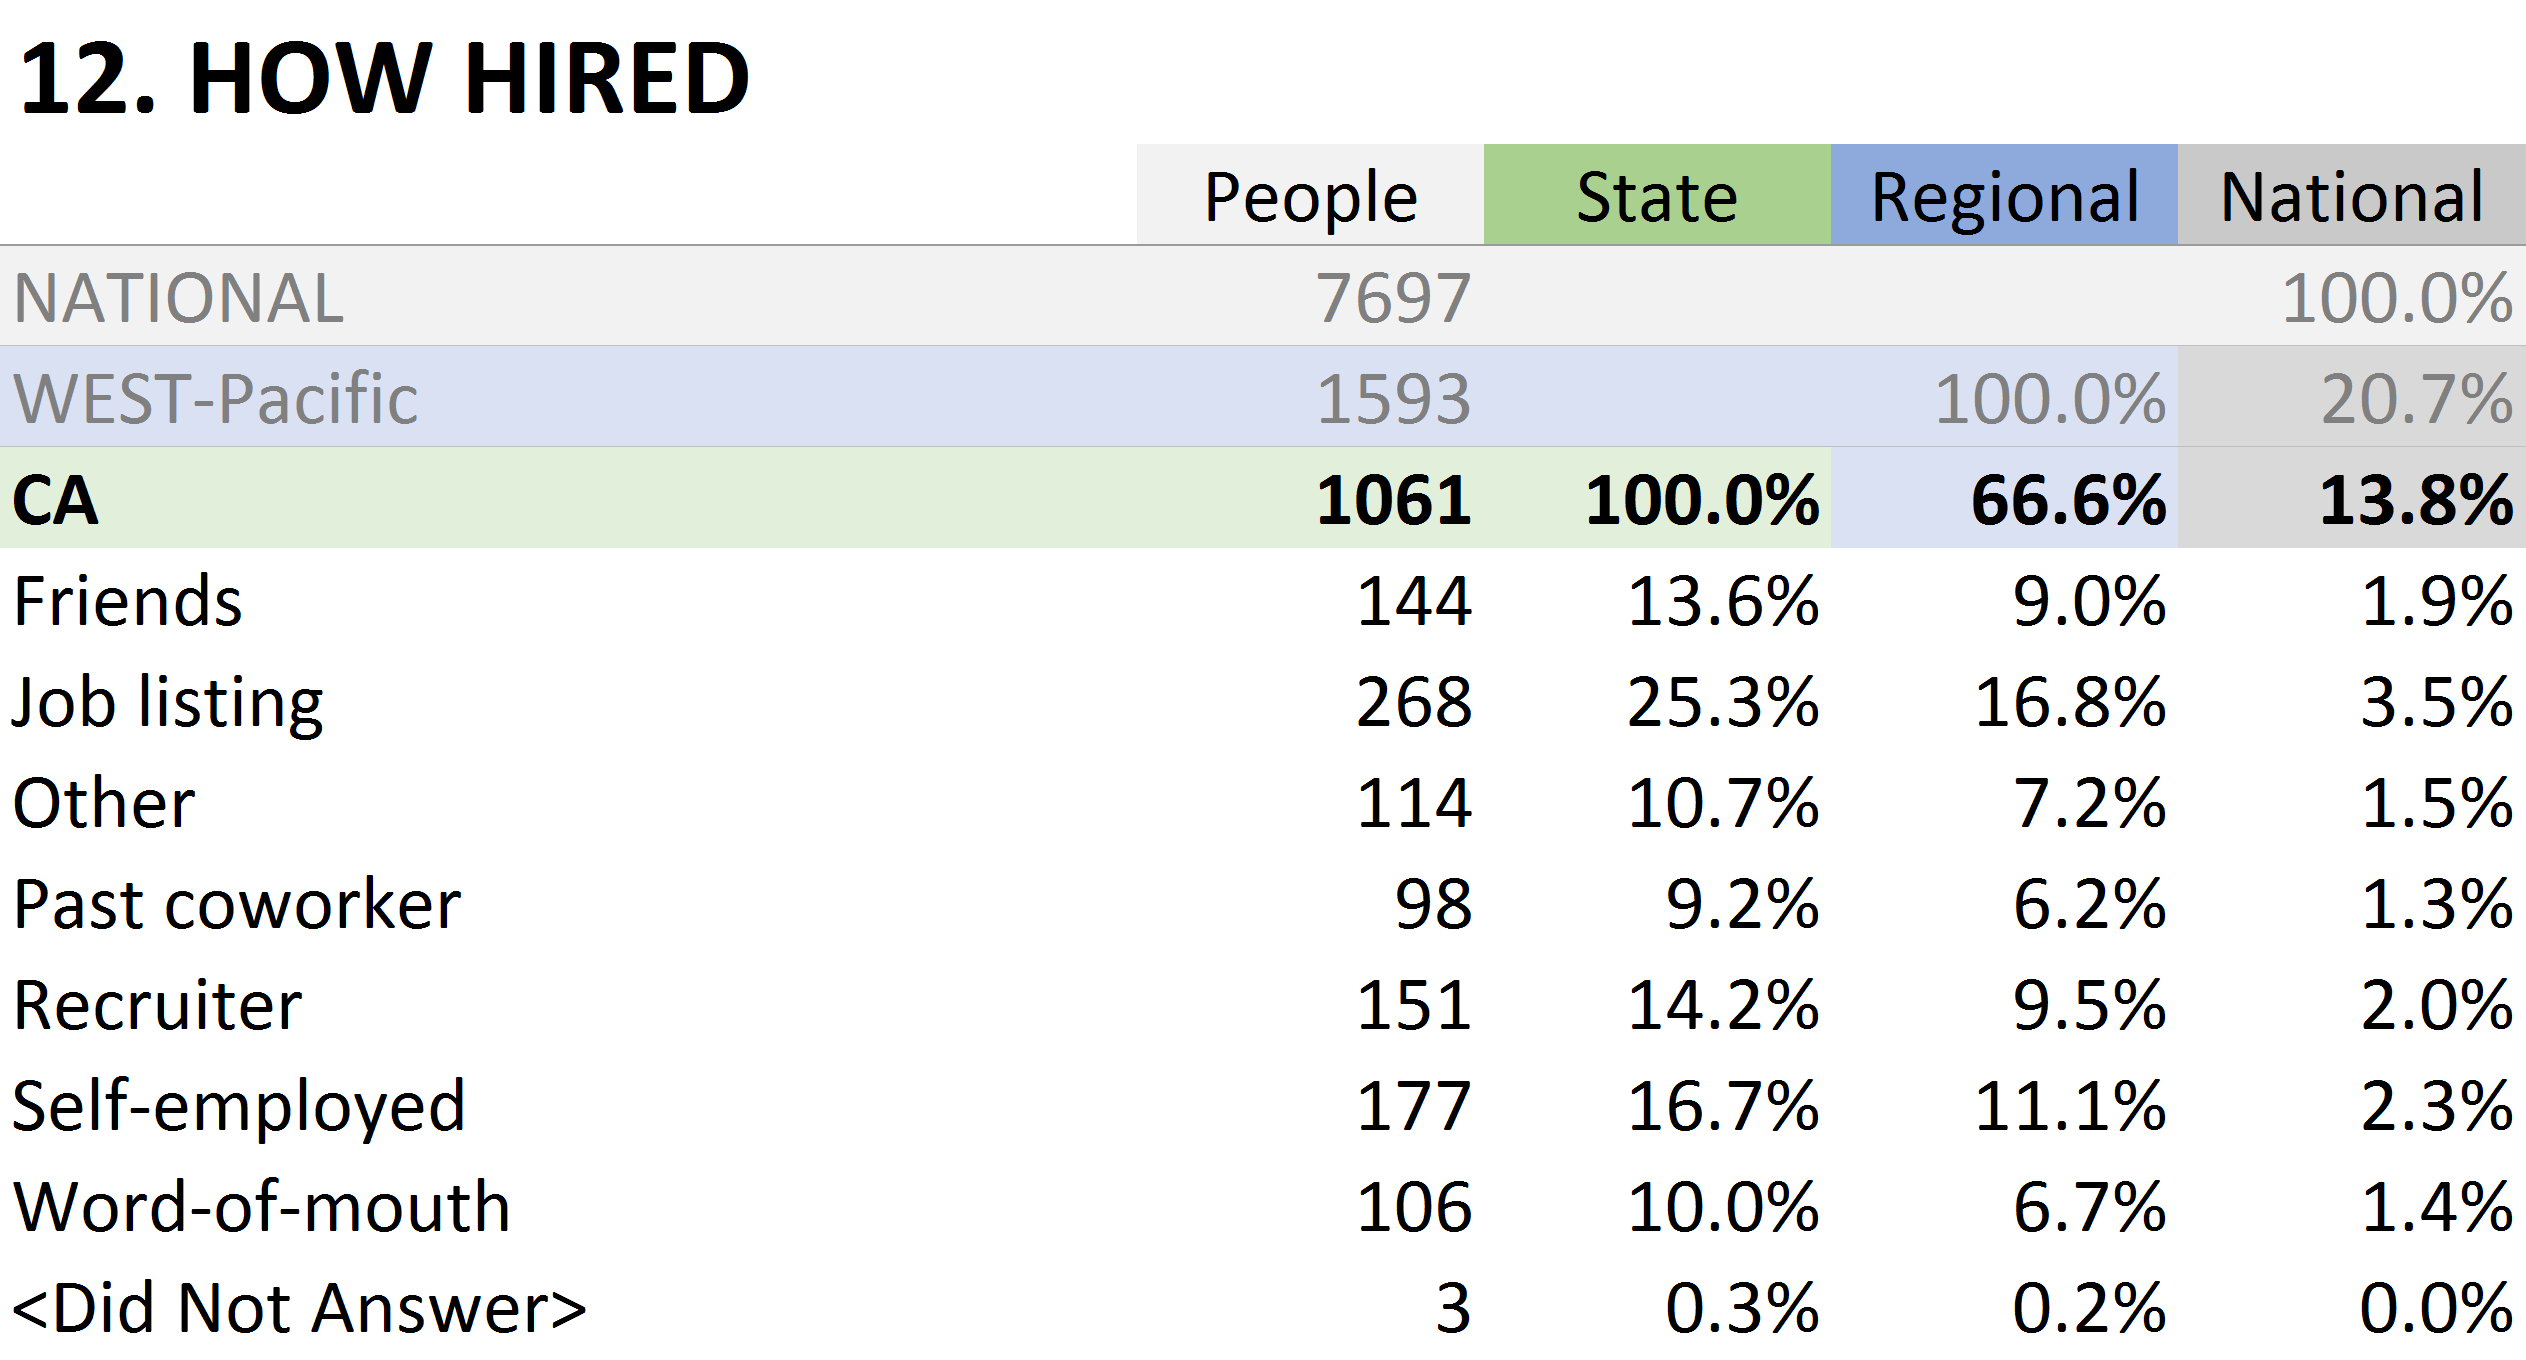 12. HOW HIRED
People State Regional National
NATIONAL 7697 100.0%
WEST-Pacific 1593 100.0% 20.7%
CA 1061 100.0% 66.6% 13.8%
Friends 144 13.6% 9.0% 1.9%
Job listing 268 25.3% 16.8% 3.5%
Other 114 10.7% 7.2% 1.5%
Past coworker 98 9.2% 6.2% 1.3%
Recruiter 151 14.2% 9.5% 2.0%
Self-employed 177 16.7% 11.1% 2.3%
Word-of-mouth 106 10.0% 6.7% 1.4%
<Did Not Answer> 3 0.3% 0.2% 0.0%